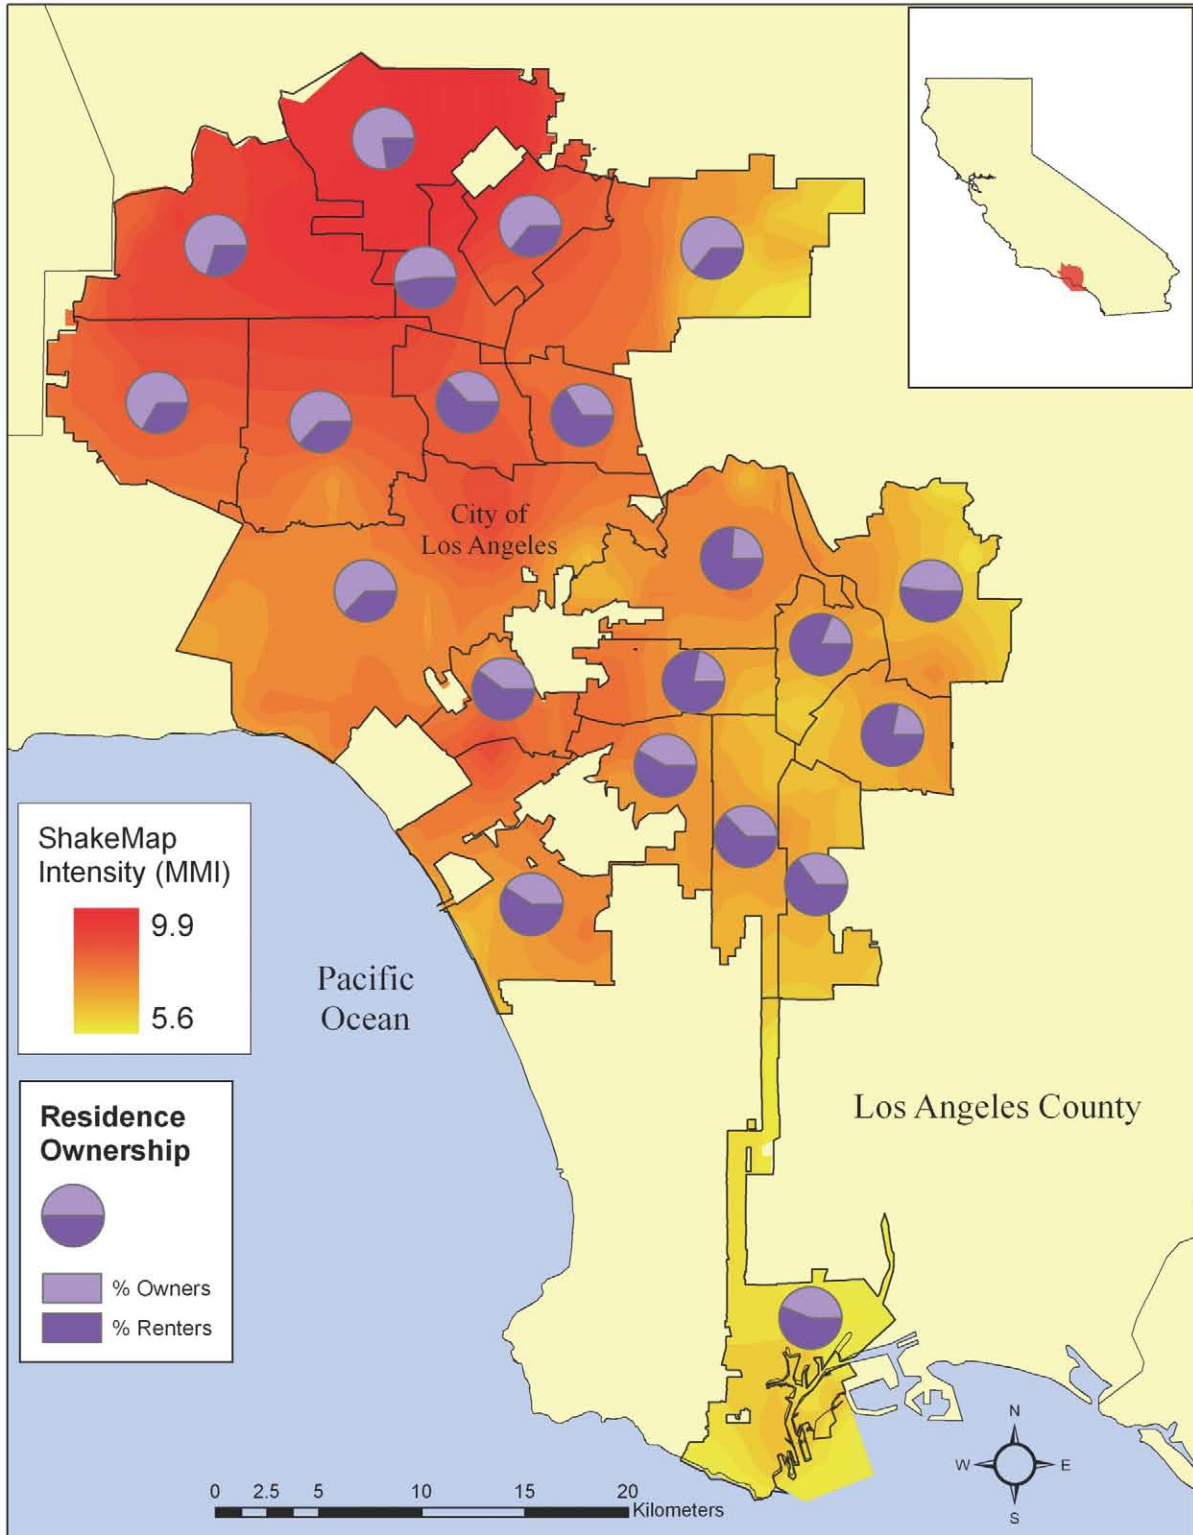 City of
Los Angeles
ShakeMap
Intensity (MMI)
9.9
5.6
Pacific
Ocean
Residence
Ownership
% Owners
% Renters
Los Angeles County
N
W
E
S
0 2.5 5 10 15 20
Kilometers